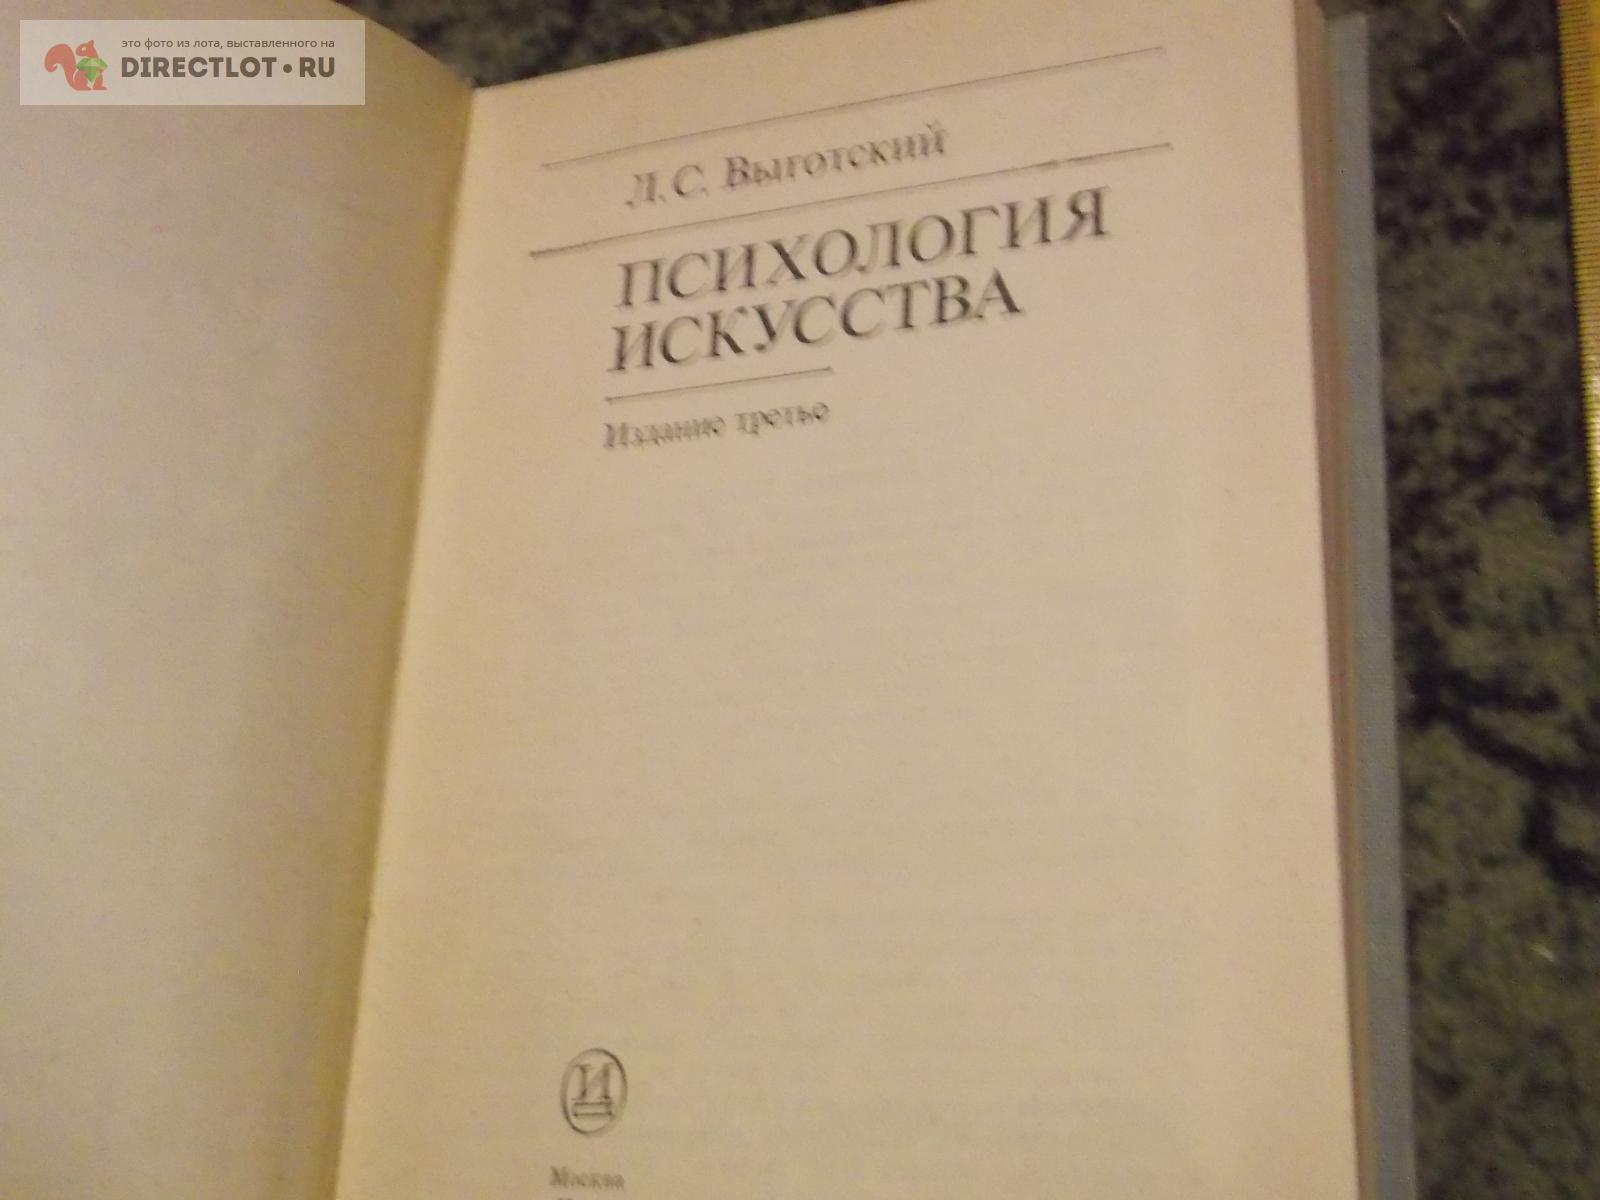 это фото из лота, выставленного на
DIRECTLOT•RU
Л. С. Выготский
ПСИХОЛОГИЯ
ИСКУССТВА
Издание третье
И
Москва